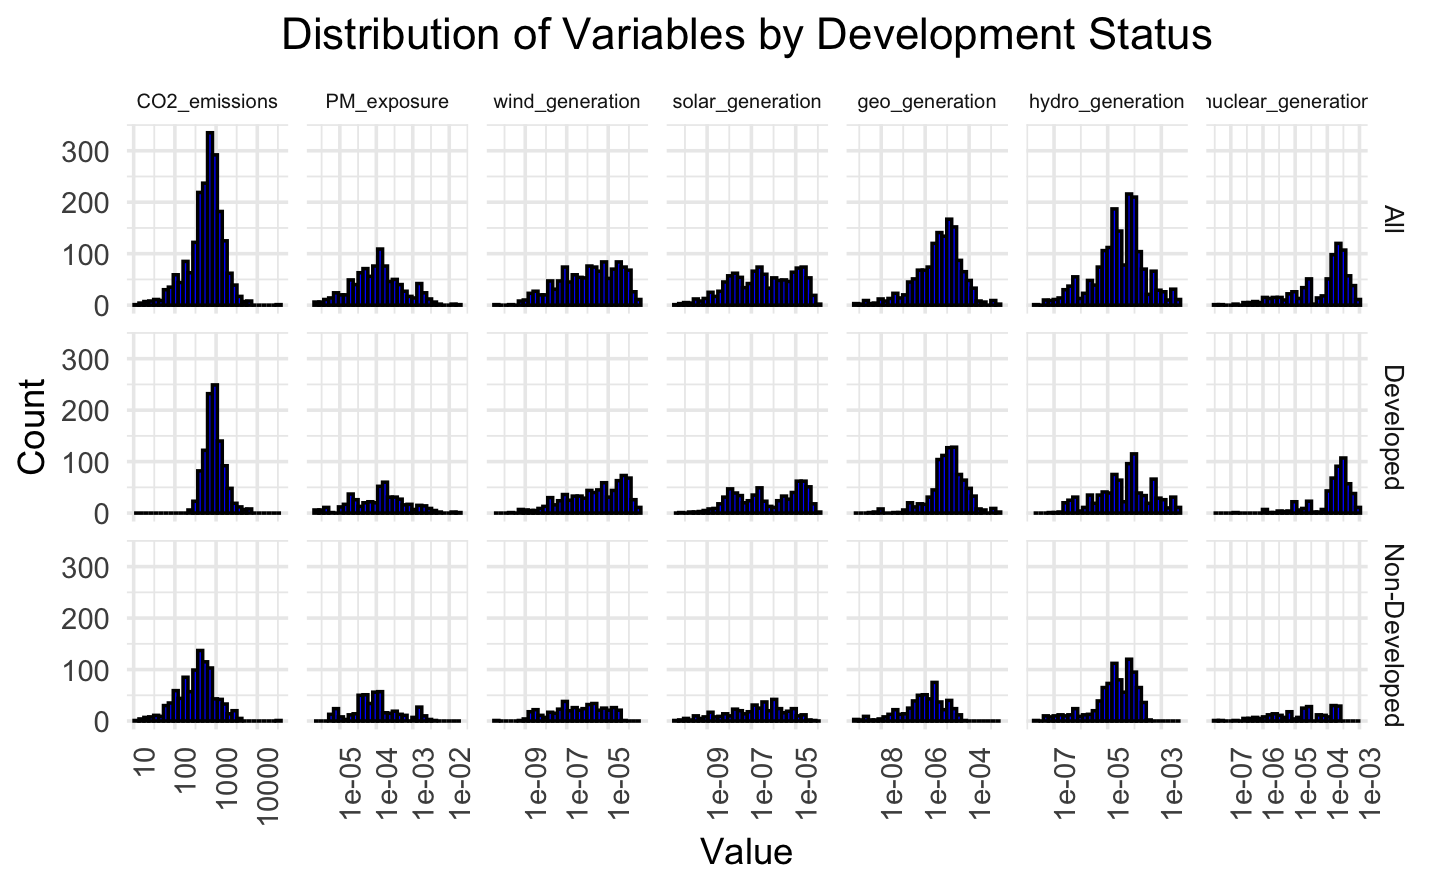 Distribution of Variables by Development Status
CO2_emissions PM_exposure wind_generation solar_generation geo_generation hydro_generation nuclear_generation
300
200
100
0
All
300
200
100
0
Developed
300
200
100
0
Non-Developed
Count
10 100 1000 10000 1e-05 1e-04 1e-03 1e-02 1e-09 1e-07 1e-05 1e-09 1e-07 1e-05 1e-08 1e-06 1e-04 1e-07 1e-05 1e-03 1e-07 1e-06 1e-05 1e-04 1e-03
Value